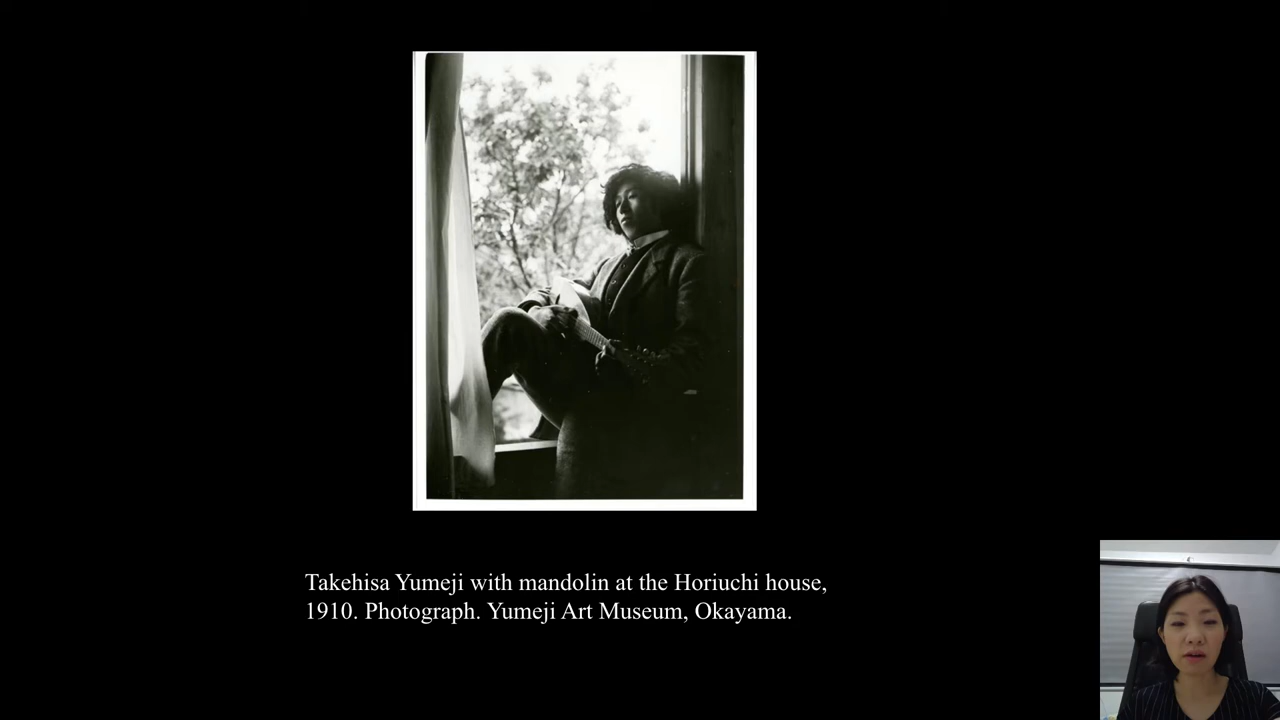 Takehisa Yumeji with mandolin at the Horiuchi house,
1910. Photograph. Yumeji Art Museum, Okayama.